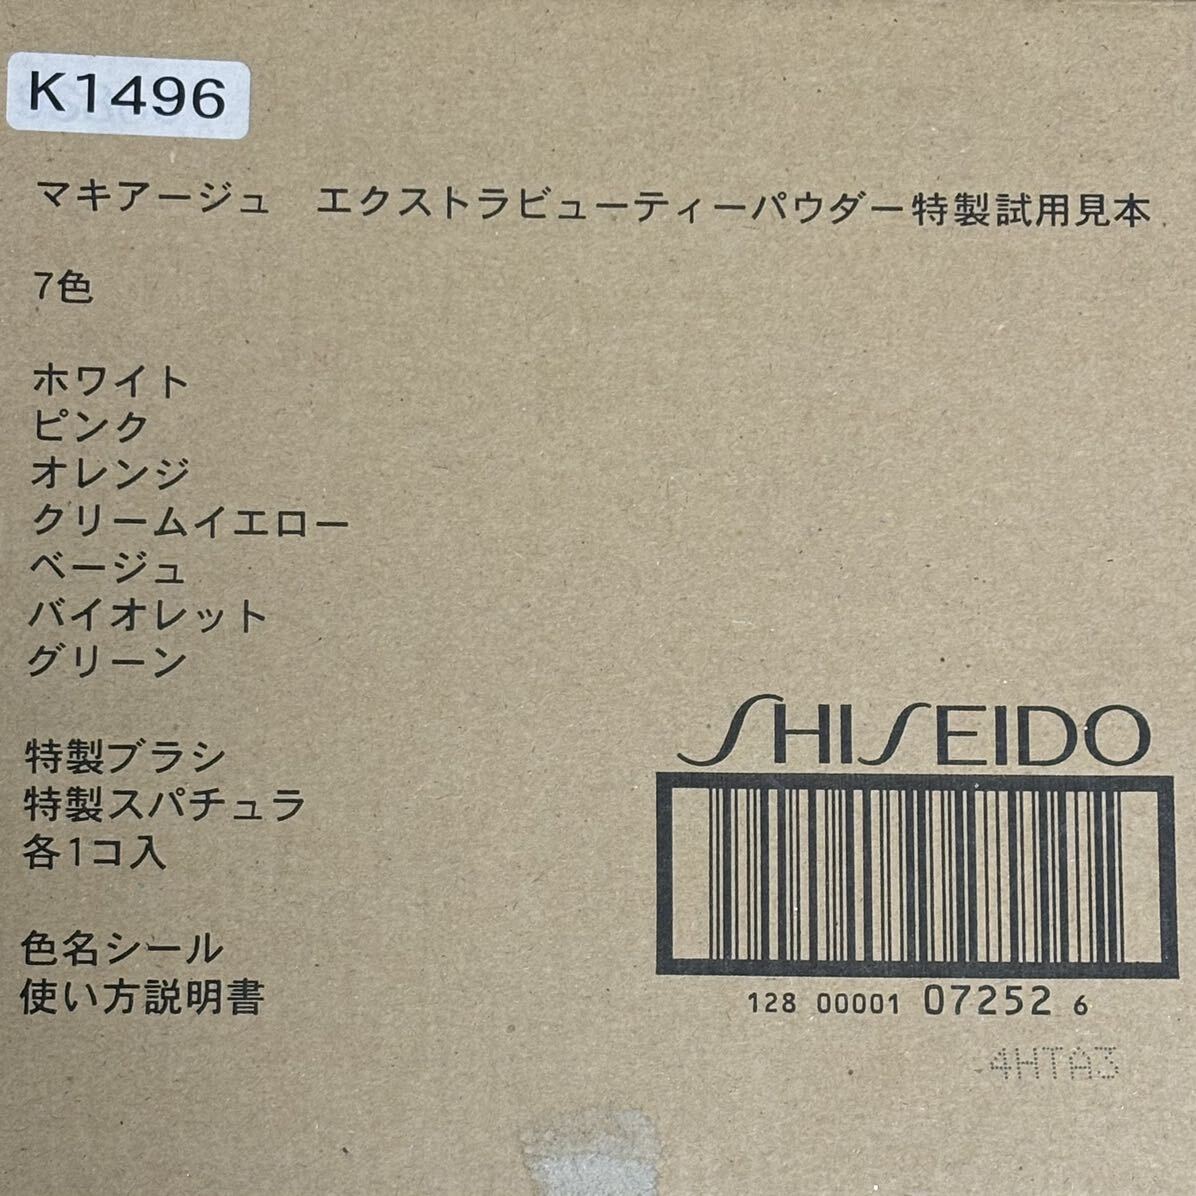 K1496
マキアージュ　エクストラビューティーパウダー特製試用見本
7色
ホワイト
ピンク
オレンジ
クリームイエロー
ベージュ
バイオレット
グリーン
特製ブラシ
特製スパチュラ
各1コ入
色名シール
使い方説明書
SHISEIDO
128 00001 07252 6
4HTA3